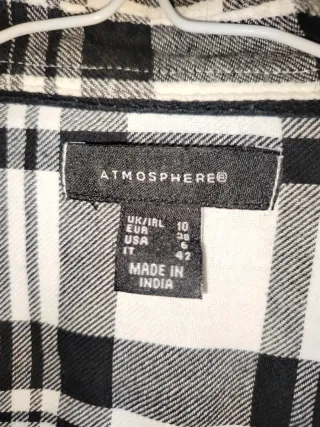 ATMOSPHERE®
UK/IRL 10
EUR 38
USA 6
IT 42
MADE IN
INDIA